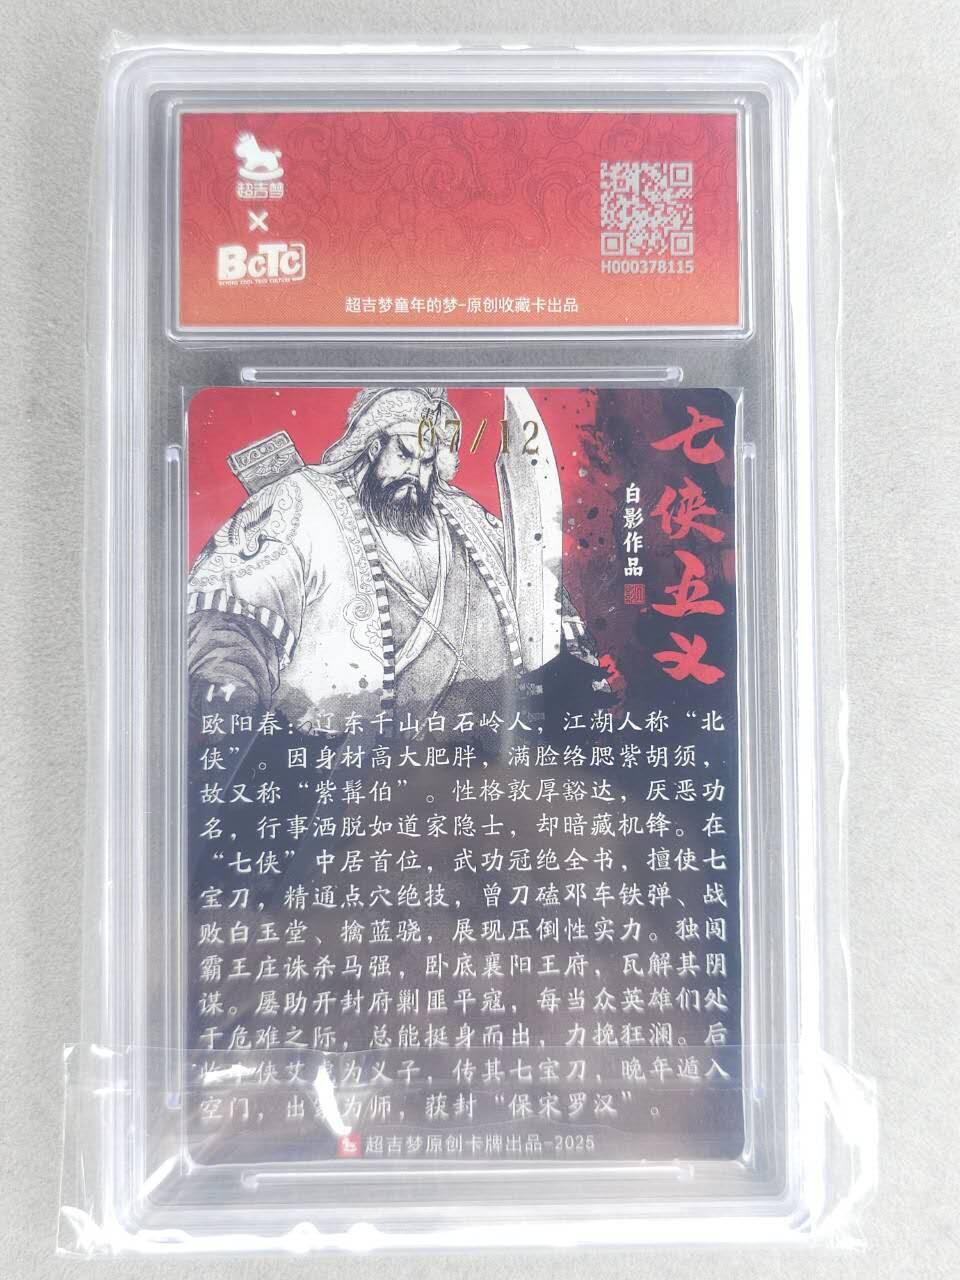 超吉梦
×
BCTC
BEYOND COOL TRUE CULTURE
H000378115
超吉梦童年的梦-原创收藏卡出品
07/12
七侠五义
白影作品
欧阳春:辽东千山白石岭人，江湖人称“北
侠”。因身材高大肥胖，满脸络腮紫胡须，
故又称“紫髯伯”。性格敦厚豁达，厌恶功
名，行事洒脱如道家隐士，却暗藏机锋。在
“七侠”中居首位，武功冠绝全书，擅使七
宝刀，精通点穴绝技，曾刀磕邓车铁弹、战
败白玉堂、擒蓝骁，展现压倒性实力。独闯
霸王庄诛杀马强，卧底襄阳王府，瓦解其阴
谋。屡助开封府剿匪平寇，每当众英雄们处
于危难之际，总能挺身而出，力挽狂澜。后
收小侠艾虎为义子，传其七宝刀，晚年遁入
空门，出家为师，获封“保宋罗汉”。
超吉梦原创卡牌出品-2025